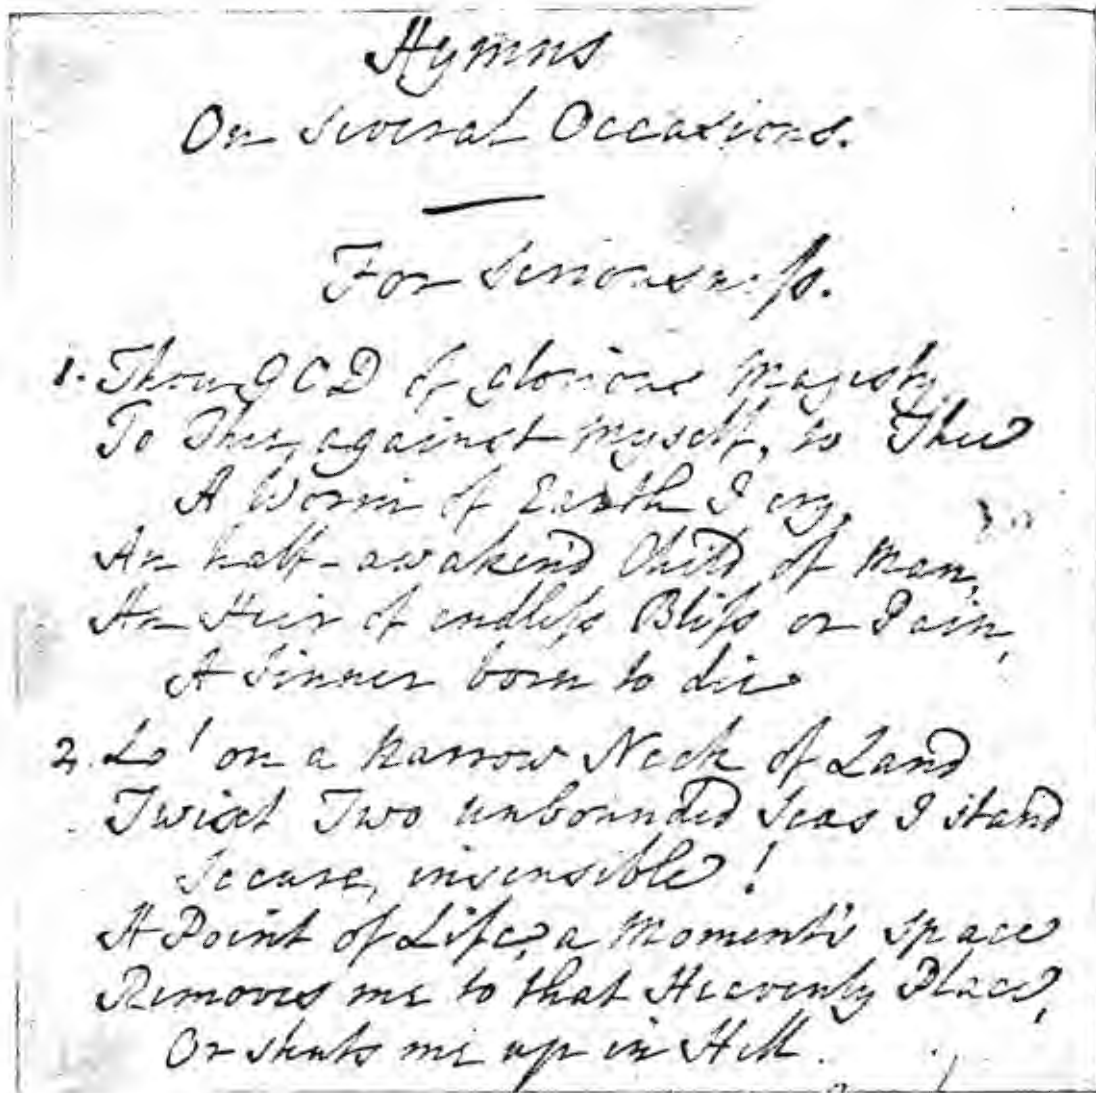 Hymns
On Several Occasions.
For Seriousness.
1. Thou GOD of glorious Majesty,
To Thee, against myself, to Thee
A Worm of Earth I cry,
An half-awaken'd Child of Man,
An Heir of endless Bliss or Pain,
A Sinner born to die
2. Lo! on a narrow Neck of Land
Twixt Two unbounded Seas I stand
Secure, insensible!
A Point of Life, a Moment's space
Removes me to that Heavenly Place,
Or shuts me up in Hell.